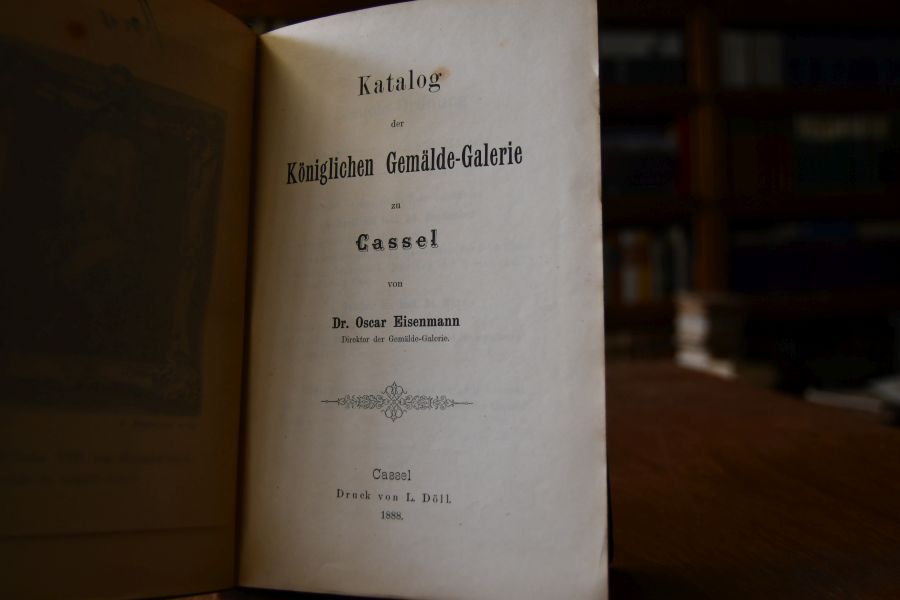 Katalog
der
Königlichen Gemälde-Galerie
zu
Cassel
von
Dr. Oscar Eisenmann
Direktor der Gemälde-Galerie.
Cassel
Druck von L. Döll.
1888.